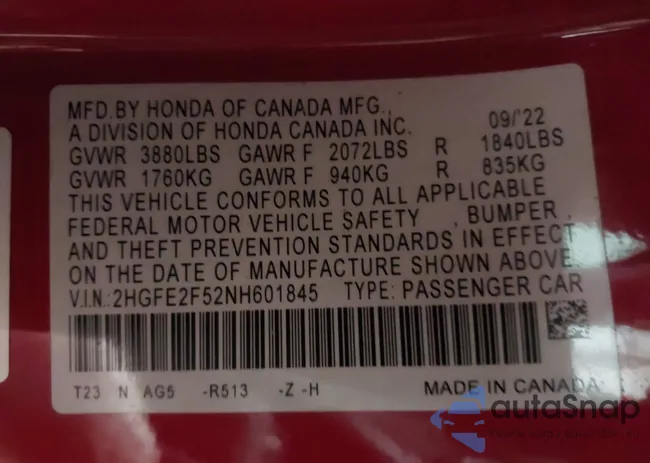 MFD.BY HONDA OF CANADA MFG.,
A DIVISION OF HONDA CANADA INC. 09/'22
GVWR 3880LBS GAWR F 2072LBS R 1840LBS
GVWR 1760KG GAWR F 940KG R 835KG
THIS VEHICLE CONFORMS TO ALL APPLICABLE
FEDERAL MOTOR VEHICLE SAFETY , BUMPER ,
AND THEFT PREVENTION STANDARDS IN EFFECT
ON THE DATE OF MANUFACTURE SHOWN ABOVE.
V.I.N.:2HGFE2F52NH601845 TYPE: PASSENGER CAR
T23 N AG5 -R513 -Z -H MADE IN CANADA
autoSnap